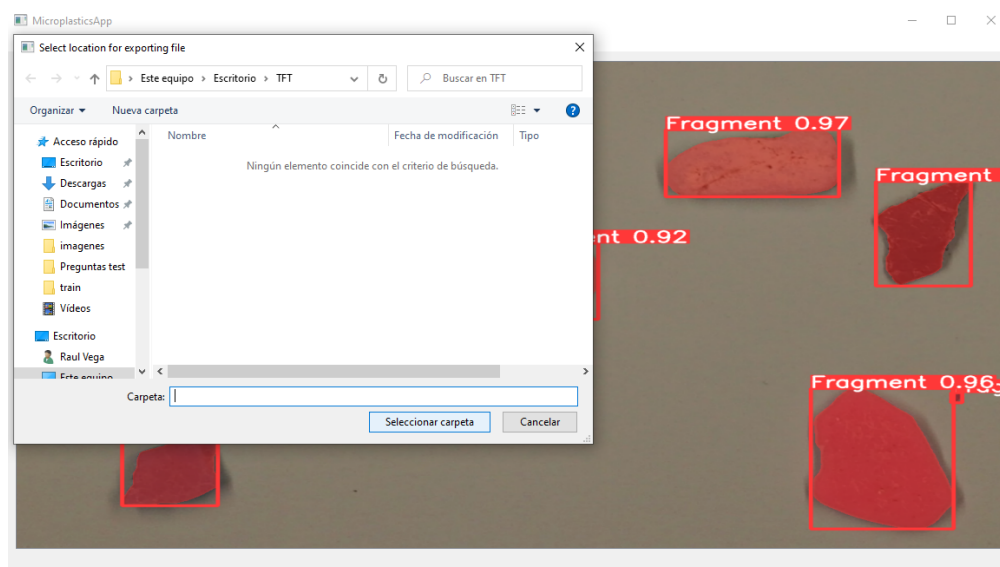 MicroplasticsApp
Select location for exporting file
Este equipo › Escritorio › TFT
Buscar en TFT
Organizar
Nueva carpeta
Acceso rápido
Escritorio
Descargas
Documentos
Imágenes
imagenes
Preguntas test
train
Vídeos
Escritorio
Raul Vega
Este equipo
Nombre
Fecha de modificación
Tipo
Ningún elemento coincide con el criterio de búsqueda.
Carpeta:
Seleccionar carpeta
Cancelar
Fragment 0.97
Fragment
nt 0.92
Fragment 0.96